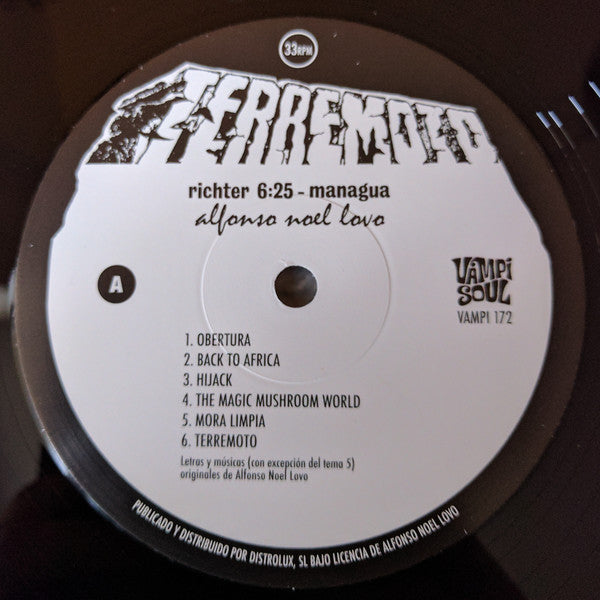 33RPM
TERREMOTO
richter 6:25 - managua
alfonso noel lovo
A
VAMPI
SOUL
VAMPI 172
1. OBERTURA
2. BACK TO AFRICA
3. HIJACK
4. THE MAGIC MUSHROOM WORLD
5. MORA LIMPIA
6. TERREMOTO
Letras y músicas (con excepción del tema 5)
originales de Alfonso Noel Lovo
PUBLICADO Y DISTRIBUIDO POR DISTROLUX, SL BAJO LICENCIA DE ALFONSO NOEL LOVO